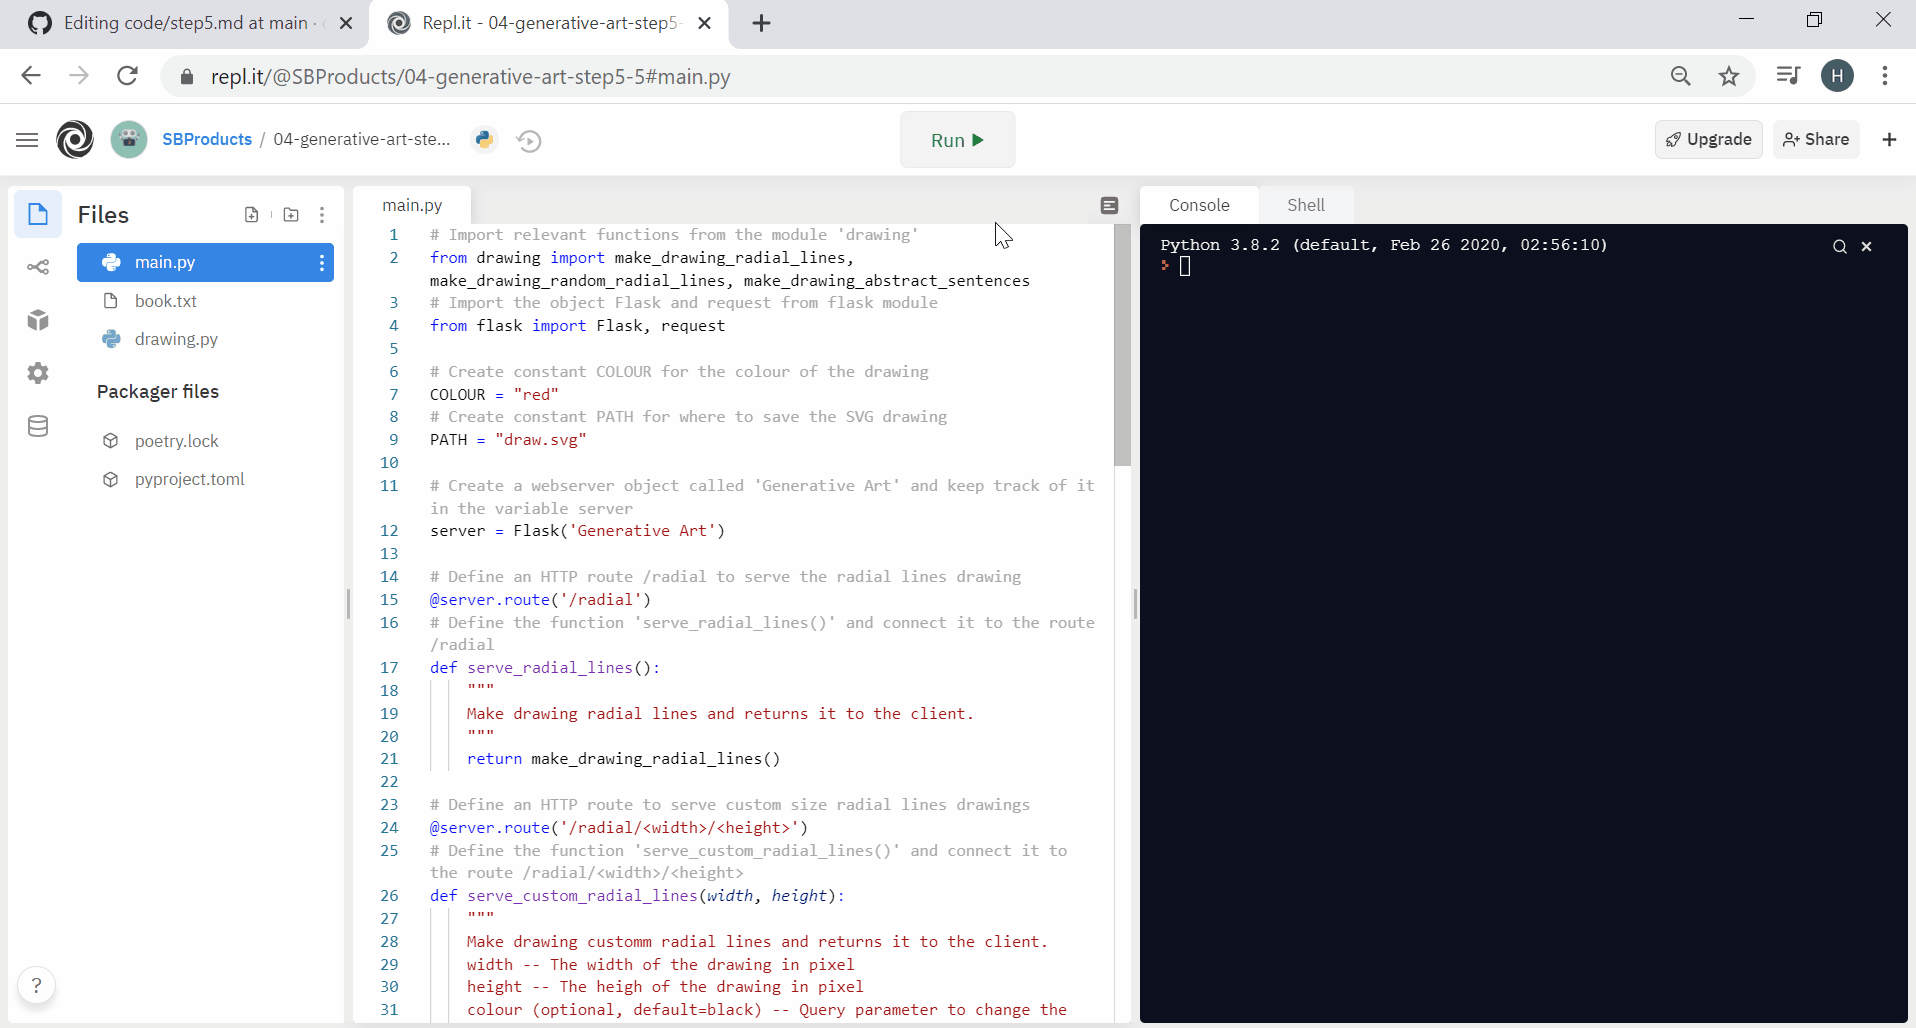 Editing code/step5.md at main ·
Repl.it - 04-generative-art-step5-
repl.it/@SBProducts/04-generative-art-step5-5#main.py
H
SBProducts / 04-generative-art-ste...
Run
Upgrade
Share
Files
main.py
book.txt
drawing.py
Packager files
poetry.lock
pyproject.toml
?
main.py
1 # Import relevant functions from the module 'drawing'
2 from drawing import make_drawing_radial_lines,
make_drawing_random_radial_lines, make_drawing_abstract_sentences
3 # Import the object Flask and request from flask module
4 from flask import Flask, request
5
6 # Create constant COLOUR for the colour of the drawing
7 COLOUR = "red"
8 # Create constant PATH for where to save the SVG drawing
9 PATH = "draw.svg"
10
11 # Create a webserver object called 'Generative Art' and keep track of it
in the variable server
12 server = Flask('Generative Art')
13
14 # Define an HTTP route /radial to serve the radial lines drawing
15 @server.route('/radial')
16 # Define the function 'serve_radial_lines()' and connect it to the route
/radial
17 def serve_radial_lines():
18 """
19 Make drawing radial lines and returns it to the client.
20 """
21 return make_drawing_radial_lines()
22
23 # Define an HTTP route to serve custom size radial lines drawings
24 @server.route('/radial/<width>/<height>')
25 # Define the function 'serve_custom_radial_lines()' and connect it to
the route /radial/<width>/<height>
26 def serve_custom_radial_lines(width, height):
27 """
28 Make drawing customm radial lines and returns it to the client.
29 width -- The width of the drawing in pixel
30 height -- The heigh of the drawing in pixel
31 colour (optional, default=black) -- Query parameter to change the
Console
Shell
Python 3.8.2 (default, Feb 26 2020, 02:56:10)